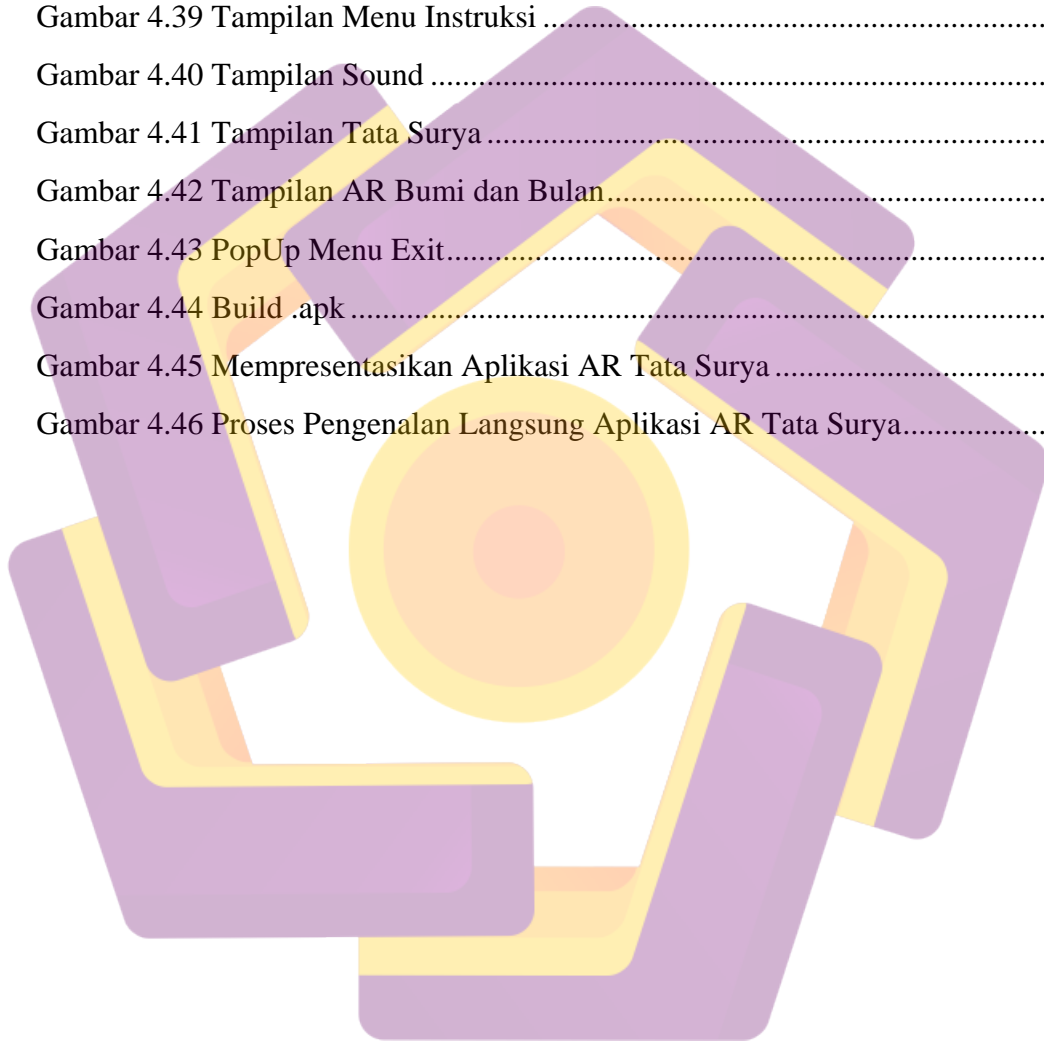 Gambar 4.39 Tampilan Menu Instruksi ..........................................................................
Gambar 4.40 Tampilan Sound ..........................................................................
Gambar 4.41 Tampilan Tata Surya ..........................................................................
Gambar 4.42 Tampilan AR Bumi dan Bulan..........................................................................
Gambar 4.43 PopUp Menu Exit..........................................................................
Gambar 4.44 Build .apk ..........................................................................
Gambar 4.45 Mempresentasikan Aplikasi AR Tata Surya ..........................................
Gambar 4.46 Proses Pengenalan Langsung Aplikasi AR Tata Surya......................